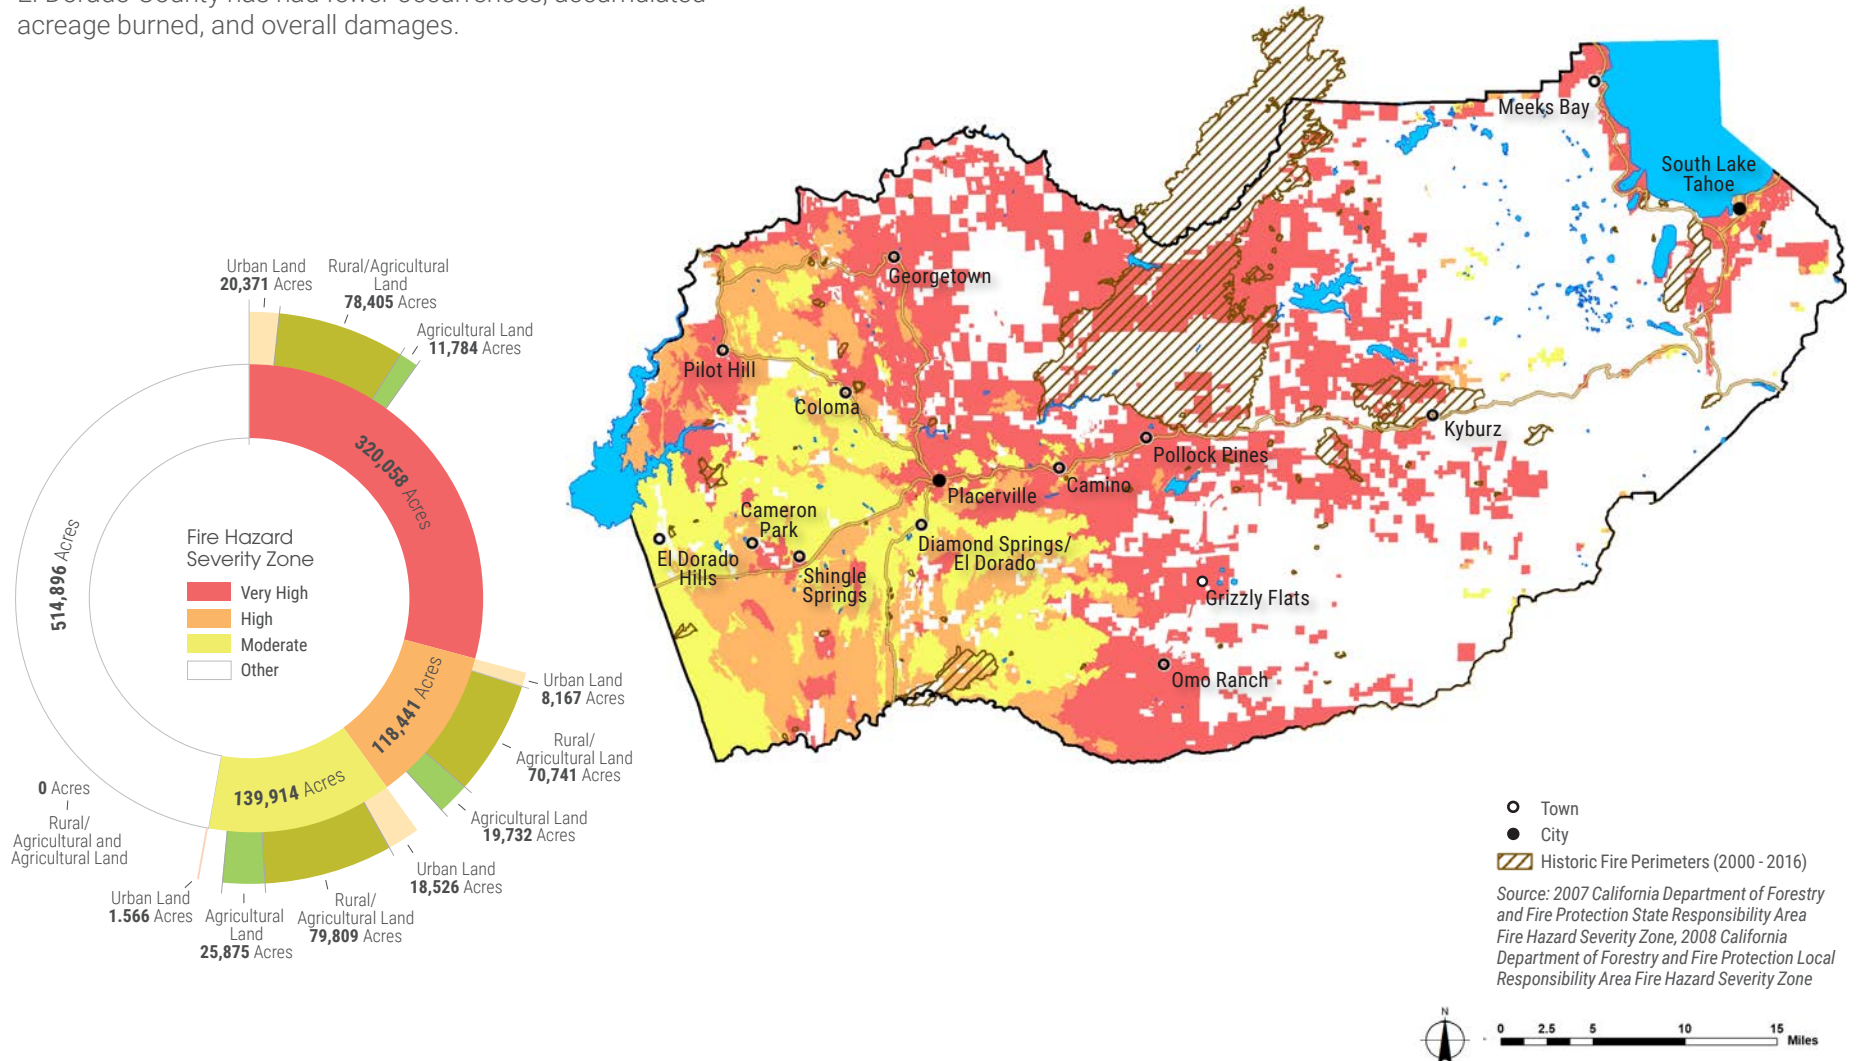 El Dorado County has had fewer occurrences, accumulated
acreage burned, and overall damages.
Urban Land
20,371 Acres
Rural/Agricultural
Land
78,405 Acres
Agricultural Land
11,784 Acres
320,058 Acres
514,896 Acres
Fire Hazard
Severity Zone
Very High
High
Moderate
Other
118,441 Acres
139,914 Acres
Urban Land
8,167 Acres
Rural/
Agricultural Land
70,741 Acres
Agricultural Land
19,732 Acres
Urban Land
18,526 Acres
Rural/
Agricultural Land
79,809 Acres
Agricultural
Land
25,875 Acres
Urban Land
1.566 Acres
0 Acres
Rural/
Agricultural and
Agricultural Land
Meeks Bay
South Lake
Tahoe
Georgetown
Pilot Hill
Coloma
Kyburz
Pollock Pines
Camino
Placerville
Cameron
Park
El Dorado
Hills
Shingle
Springs
Diamond Springs/
El Dorado
Grizzly Flats
Omo Ranch
Town
City
Historic Fire Perimeters (2000 - 2016)
Source: 2007 California Department of Forestry
and Fire Protection State Responsibility Area
Fire Hazard Severity Zone, 2008 California
Department of Forestry and Fire Protection Local
Responsibility Area Fire Hazard Severity Zone
N
0 2.5 5 10 15
Miles